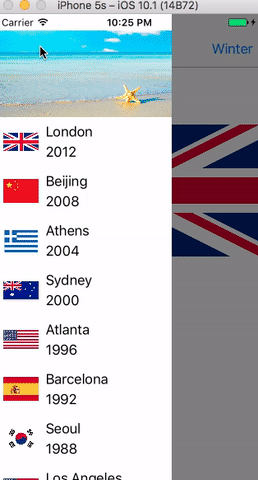 iPhone 5s – iOS 10.1 (14B72)
Carrier 10:25 PM
Winter
London
2012
Beijing
2008
Athens
2004
Sydney
2000
Atlanta
1996
Barcelona
1992
Seoul
1988
Los Angeles